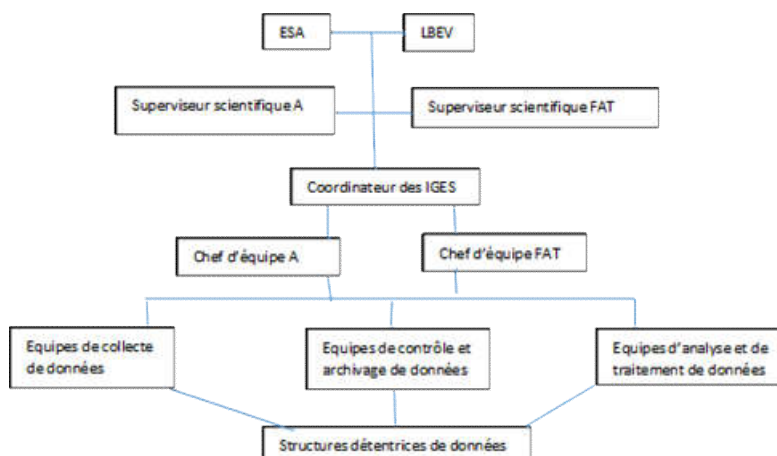 ESA
LBEV
Superviseur scientifique A
Superviseur scientifique FAT
Coordinateur des IGES
Chef d'équipe A
Chef d'équipe FAT
Equipes de collecte
de données
Equipes de contrôle et
archivage de données
Equipes d'analyse et de
traitement de données
Structures détentrices de données